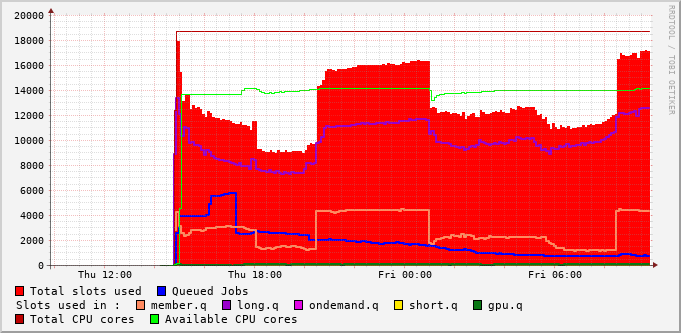 20000
18000
16000
14000
12000
10000
8000
6000
4000
2000
0
Thu 12:00 Thu 18:00 Fri 00:00 Fri 06:00
RRDTOOL / TOBI OETIKER
Total slots used Queued Jobs
Slots used in : member.q long.q ondemand.q short.q gpu.q
Total CPU cores Available CPU cores